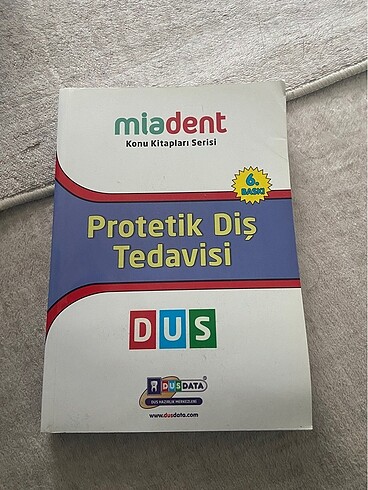 miadent
Konu Kitapları Serisi
6.
BASKI
Protetik Diş
Tedavisi
DUS
DUSDATA
DUS HAZIRLIK MERKEZLERİ
www.dusdata.com